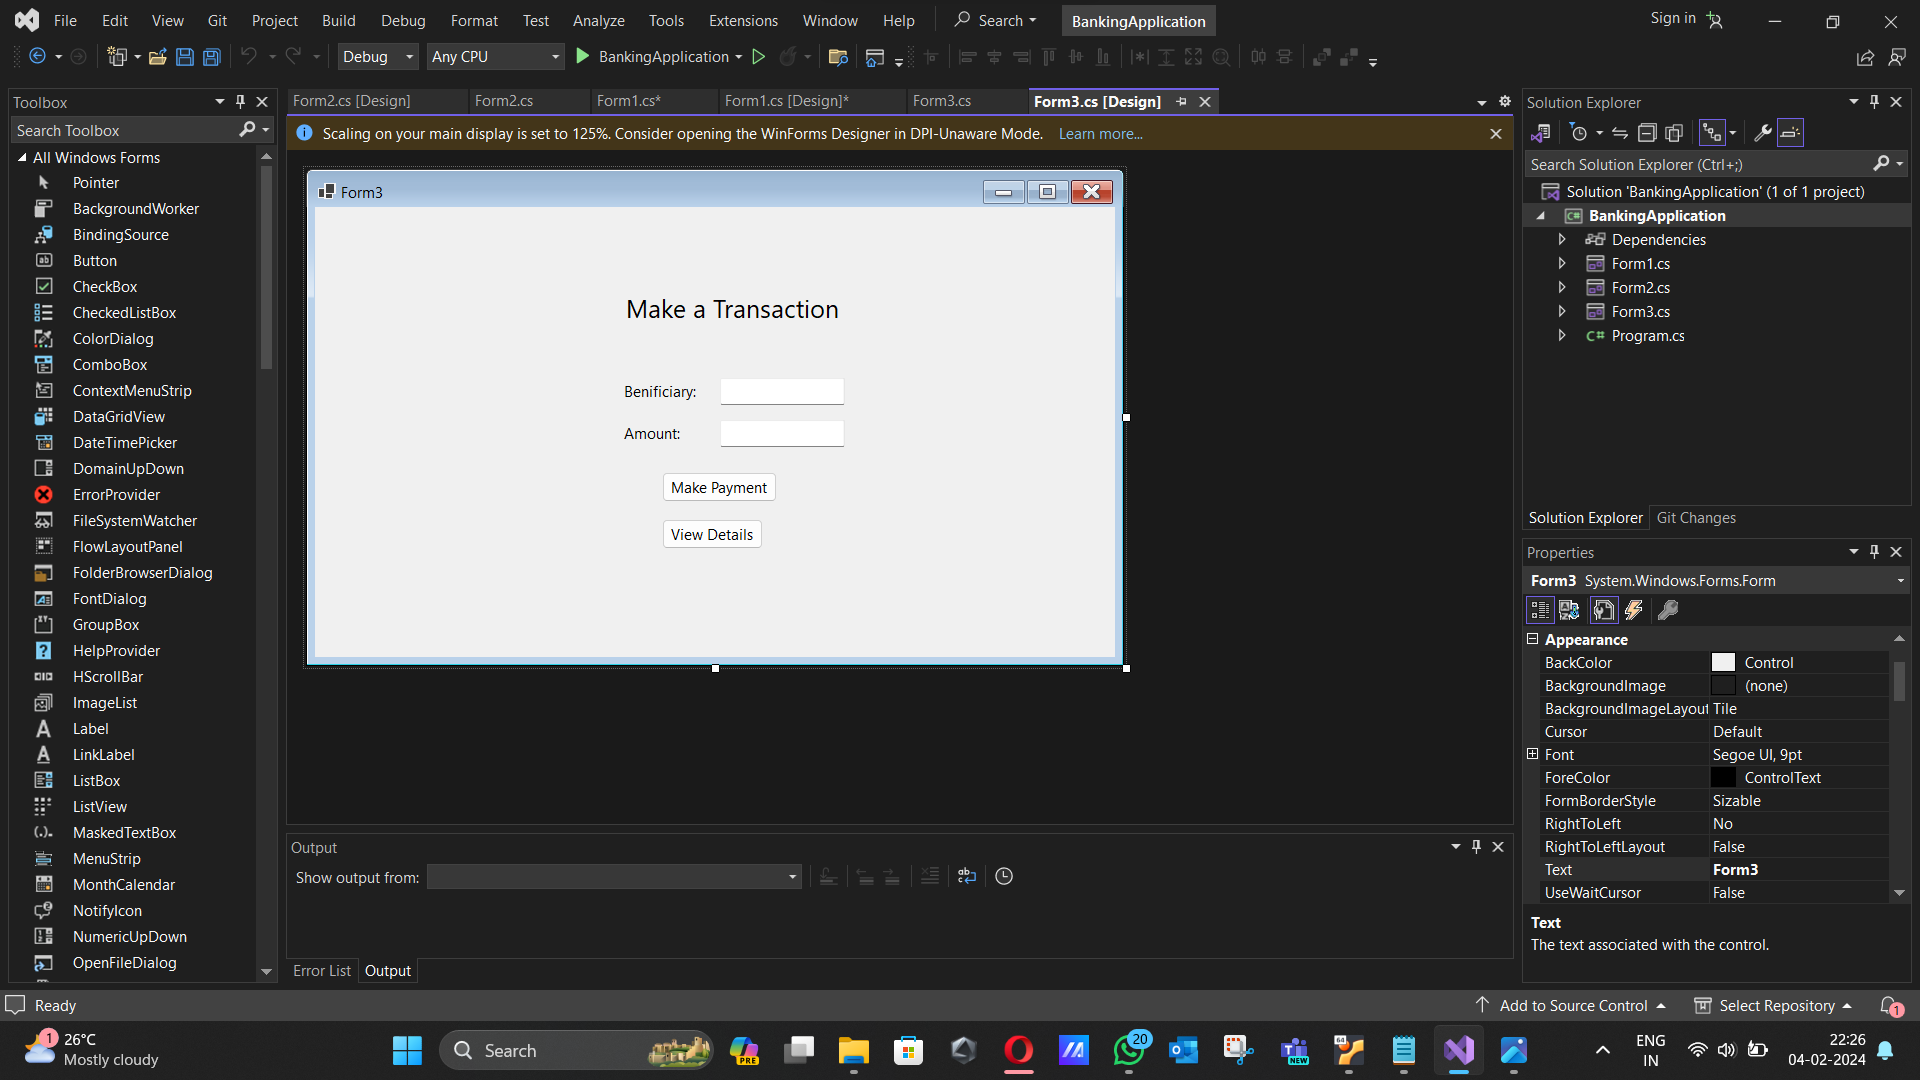 File Edit View Git Project Build Debug Format Test Analyze Tools Extensions Window Help Search BankingApplication Sign in
Debug Any CPU BankingApplication
Toolbox
Search Toolbox
All Windows Forms
Pointer
BackgroundWorker
BindingSource
Button
CheckBox
CheckedListBox
ColorDialog
ComboBox
ContextMenuStrip
DataGridView
DateTimePicker
DomainUpDown
ErrorProvider
FileSystemWatcher
FlowLayoutPanel
FolderBrowserDialog
FontDialog
GroupBox
HelpProvider
HScrollBar
ImageList
Label
LinkLabel
ListBox
ListView
MaskedTextBox
MenuStrip
MonthCalendar
NotifyIcon
NumericUpDown
OpenFileDialog
Form2.cs [Design] Form2.cs Form1.cs* Form1.cs [Design]* Form3.cs Form3.cs [Design]
Scaling on your main display is set to 125%. Consider opening the WinForms Designer in DPI-Unaware Mode. Learn more...
Form3
Make a Transaction
Benificiary:
Amount:
Make Payment
View Details
Output
Show output from:
Error List Output
Solution Explorer
Search Solution Explorer (Ctrl+;)
Solution 'BankingApplication' (1 of 1 project)
BankingApplication
Dependencies
Form1.cs
Form2.cs
Form3.cs
C# Program.cs
Solution Explorer Git Changes
Properties
Form3 System.Windows.Forms.Form
Appearance
BackColor Control
BackgroundImage (none)
BackgroundImageLayout Tile
Cursor Default
Font Segoe UI, 9pt
ForeColor ControlText
FormBorderStyle Sizable
RightToLeft No
RightToLeftLayout False
Text Form3
UseWaitCursor False
Text
The text associated with the control.
Ready Add to Source Control Select Repository 1
1 26°C
Mostly cloudy
Search
PRE
20
NEW
64
ENG
IN
22:26
04-02-2024